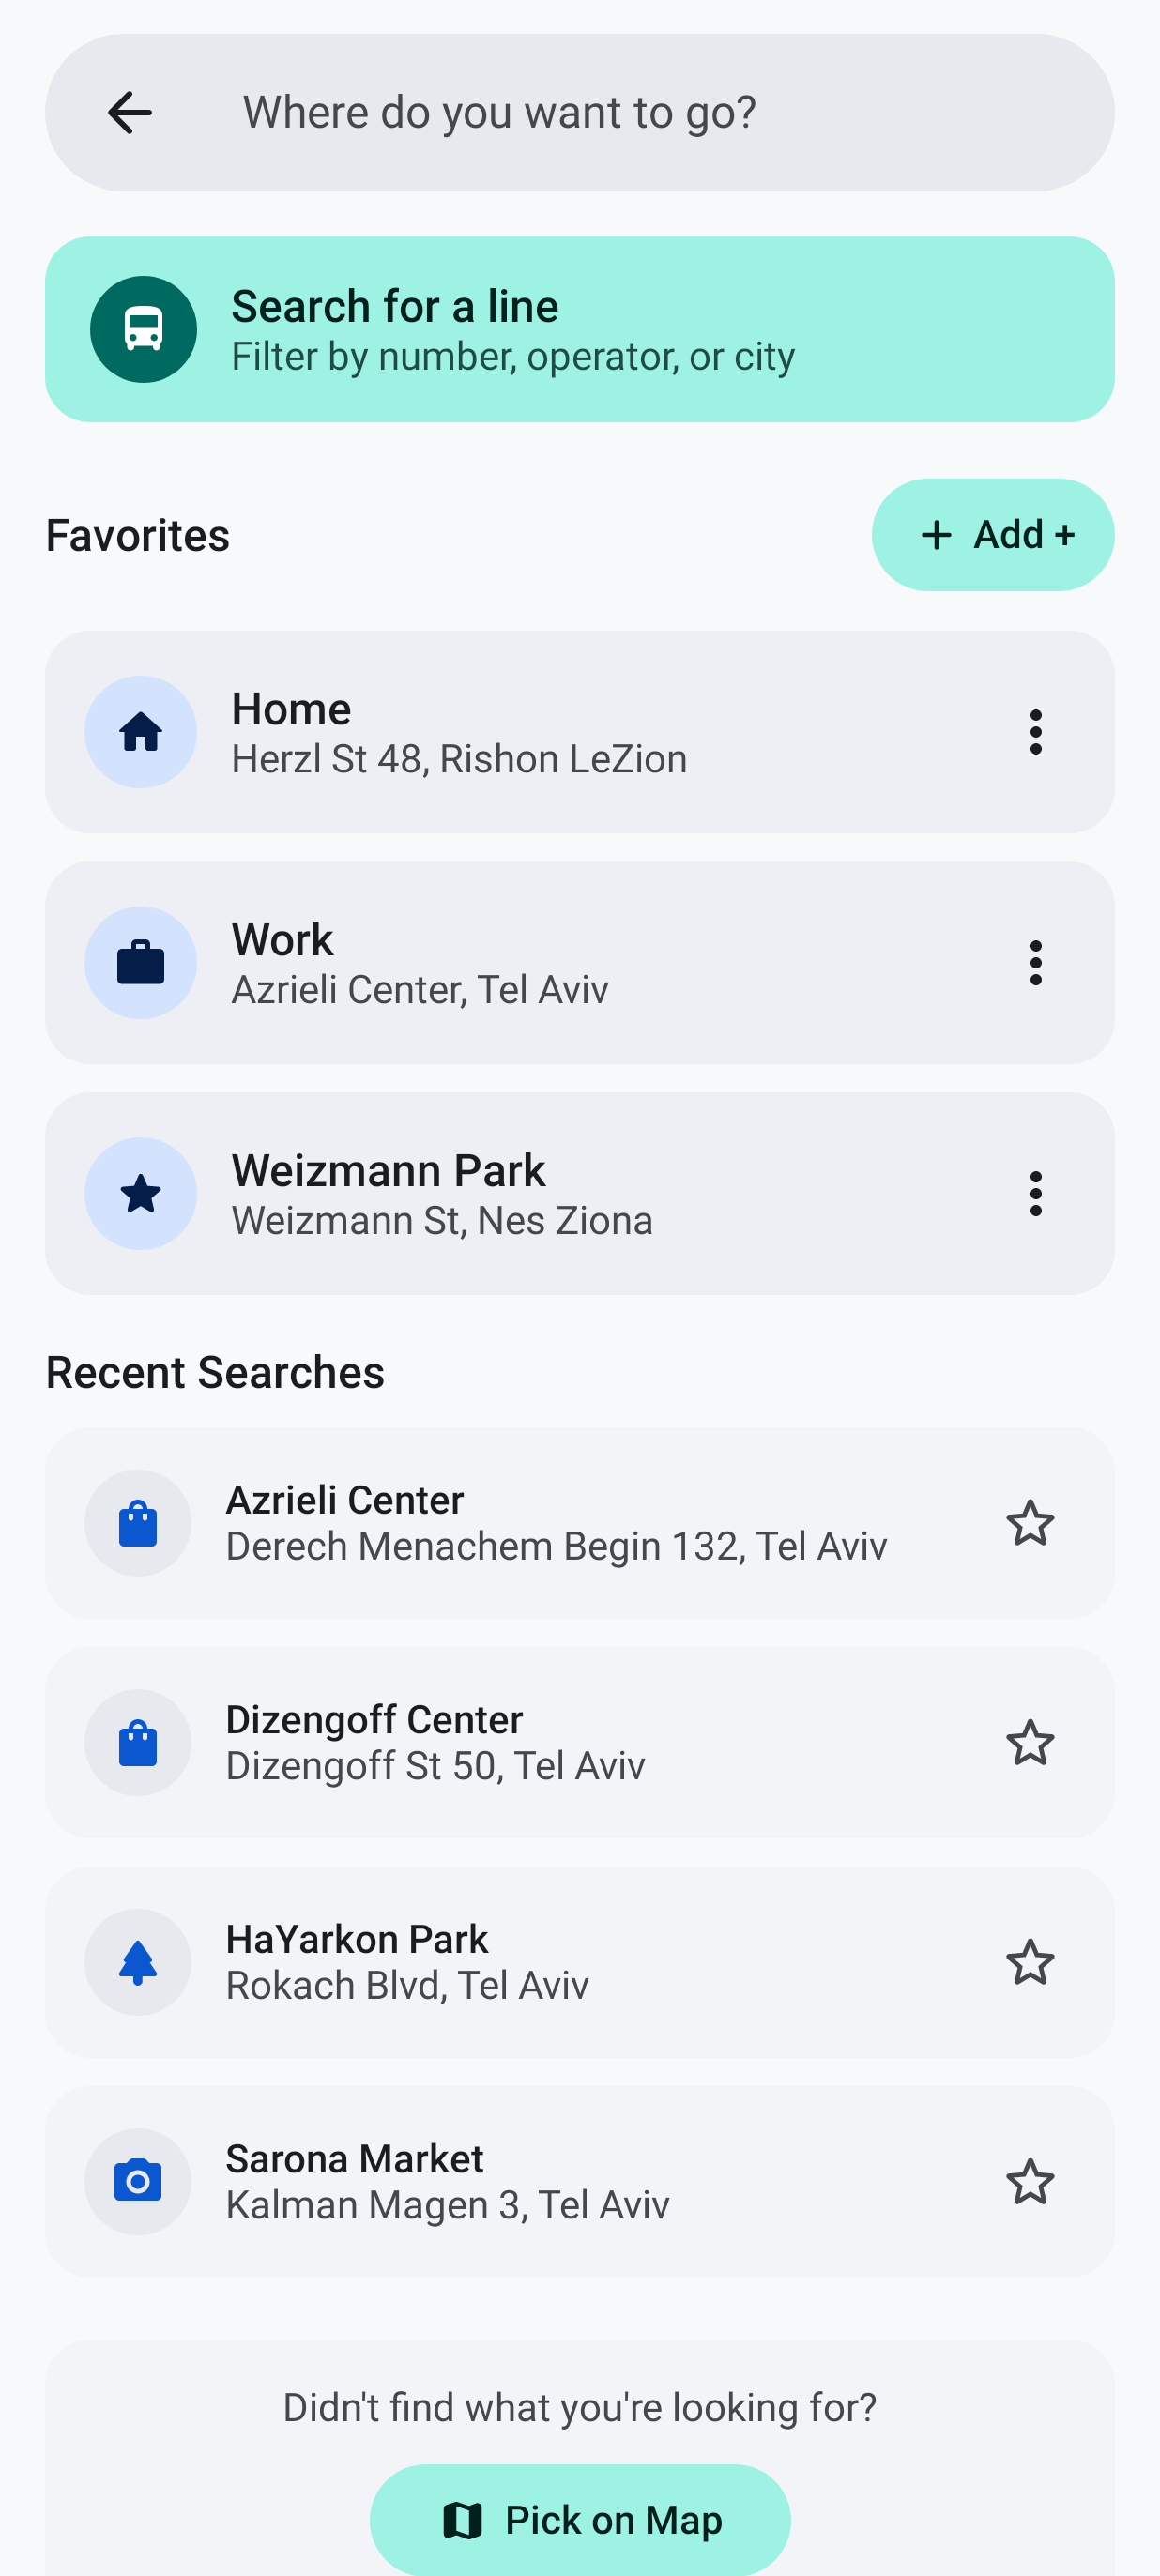 Where do you want to go?
Search for a line
Filter by number, operator, or city
Favorites
Add +
Home
Herzl St 48, Rishon LeZion
Work
Azrieli Center, Tel Aviv
Weizmann Park
Weizmann St, Nes Ziona
Recent Searches
Azrieli Center
Derech Menachem Begin 132, Tel Aviv
Dizengoff Center
Dizengoff St 50, Tel Aviv
HaYarkon Park
Rokach Blvd, Tel Aviv
Sarona Market
Kalman Magen 3, Tel Aviv
Didn't find what you're looking for?
Pick on Map